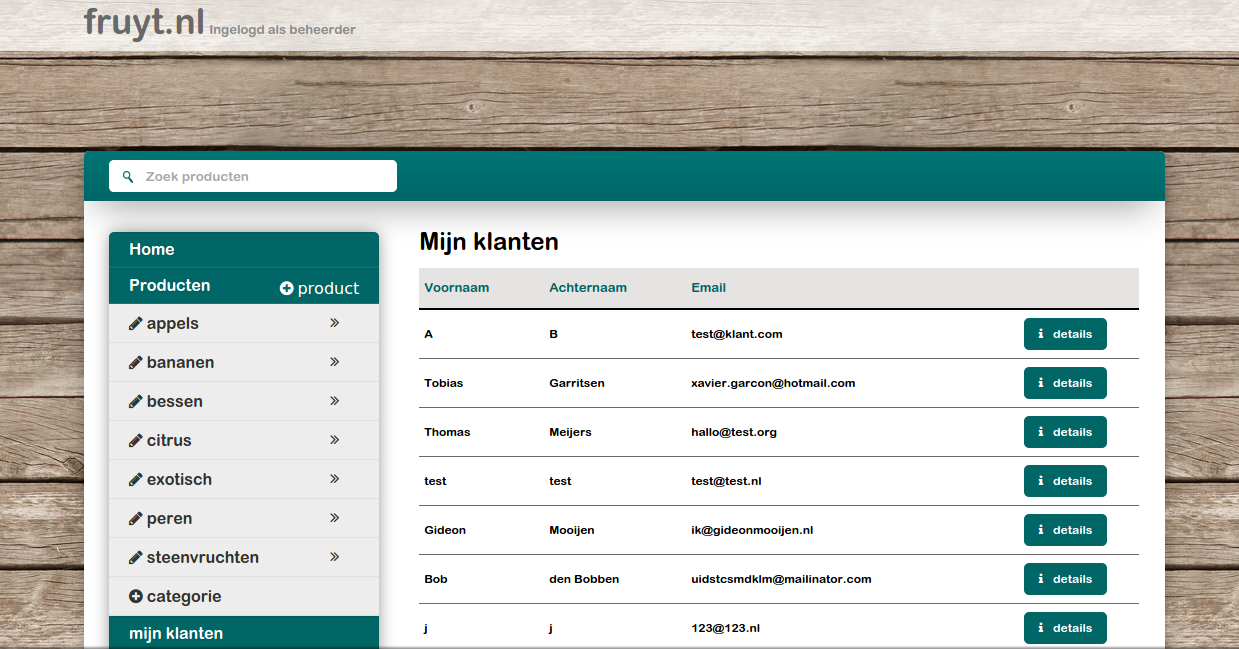 fruyt.nl Ingelogd als beheerder
Zoek producten
Home
Producten product
appels
bananen
bessen
citrus
exotisch
peren
steenvruchten
categorie
mijn klanten
Mijn klanten
Voornaam Achternaam Email
A B test@klant.com details
Tobias Garritsen xavier.garcon@hotmail.com details
Thomas Meijers hallo@test.org details
test test test@test.nl details
Gideon Mooijen ik@gideonmooijen.nl details
Bob den Bobben uidstcsmdklm@mailinator.com details
j j 123@123.nl details